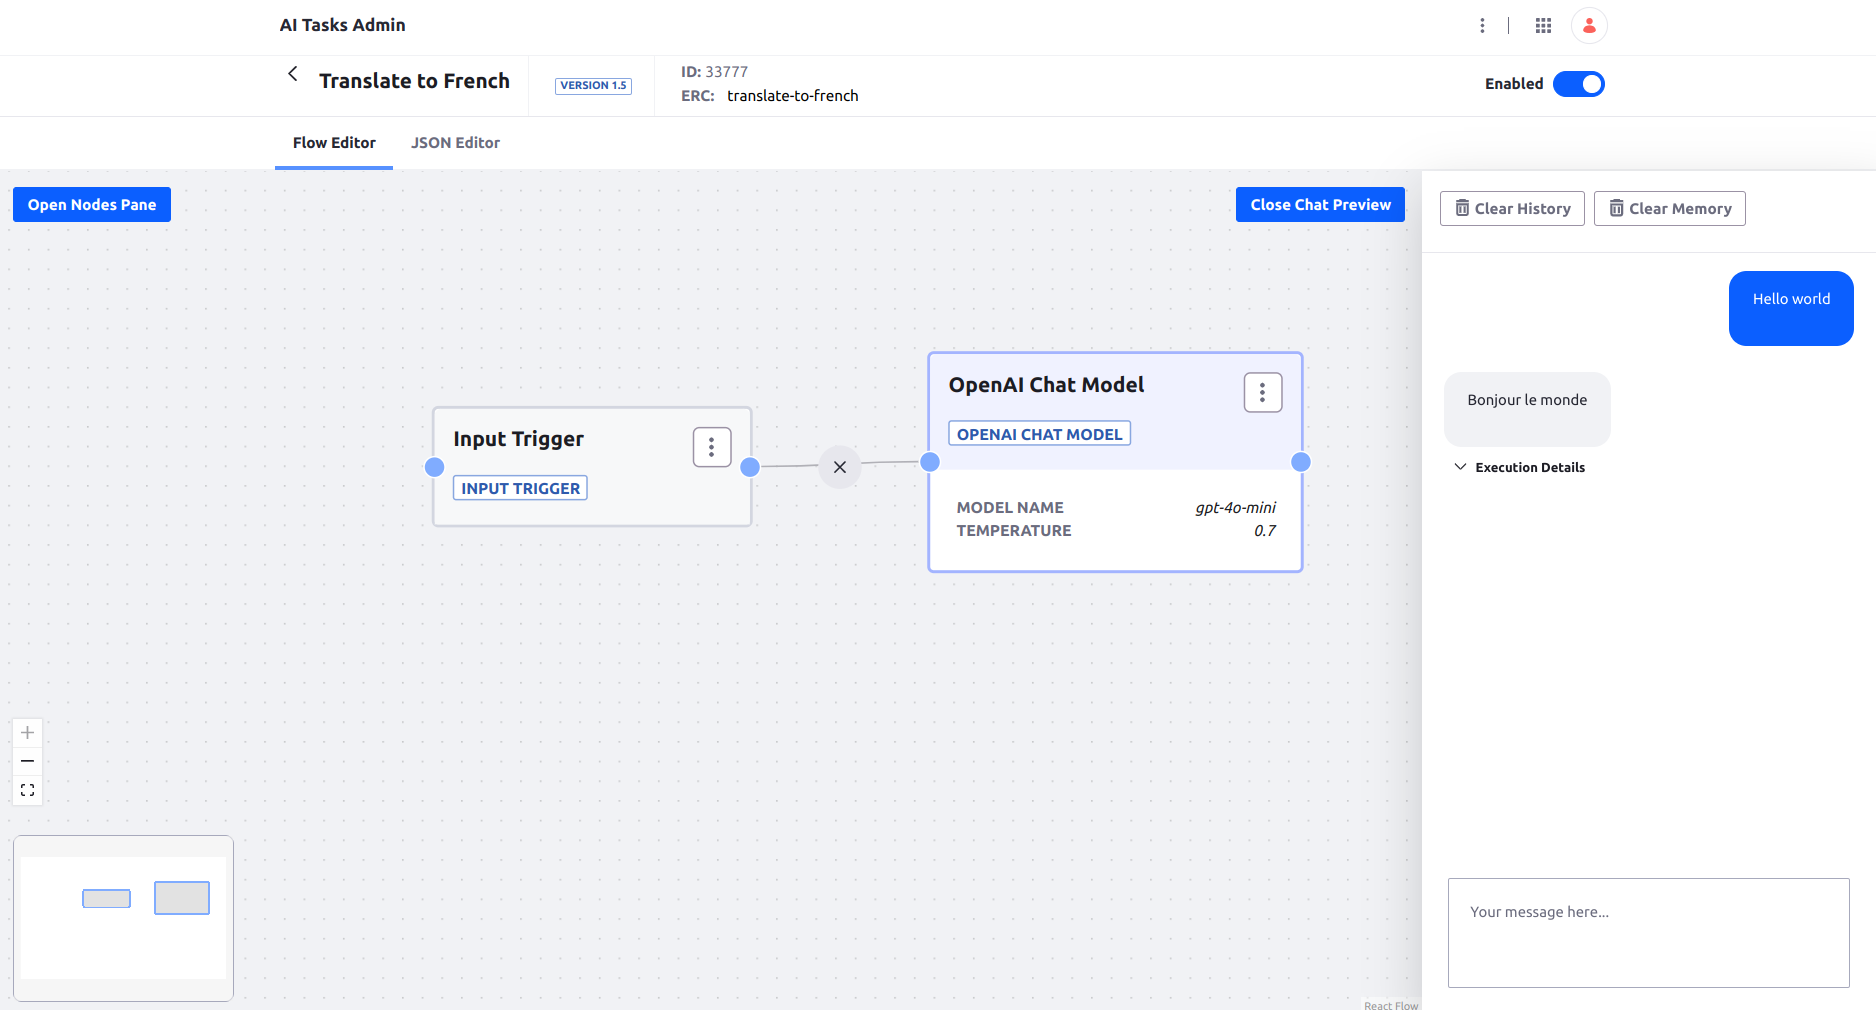 AI Tasks Admin
Translate to French
VERSION 1.5
ID: 33777
ERC: translate-to-french
Enabled
Flow Editor
JSON Editor
Open Nodes Pane
Close Chat Preview
Clear History
Clear Memory
Hello world
Bonjour le monde
Execution Details
Input Trigger
INPUT TRIGGER
OpenAI Chat Model
OPENAI CHAT MODEL
MODEL NAME gpt-4o-mini
TEMPERATURE 0.7
Your message here...
React Flow